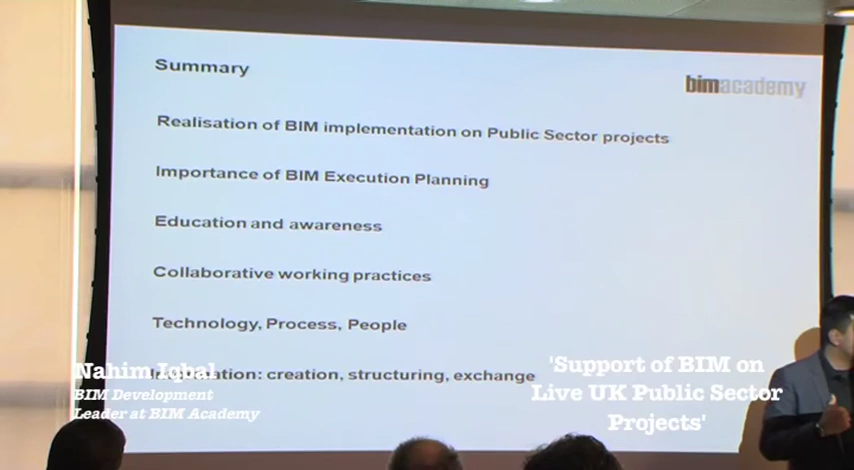 Summary
bimacademy
Realisation of BIM implementation on Public Sector projects
Importance of BIM Execution Planning
Education and awareness
Collaborative working practices
Technology, Process, People
creation, structuring, exchange
Nahim Iqbal
BIM Development
Leader at BIM Academy
'Support of BIM on
Live UK Public Sector
Projects'